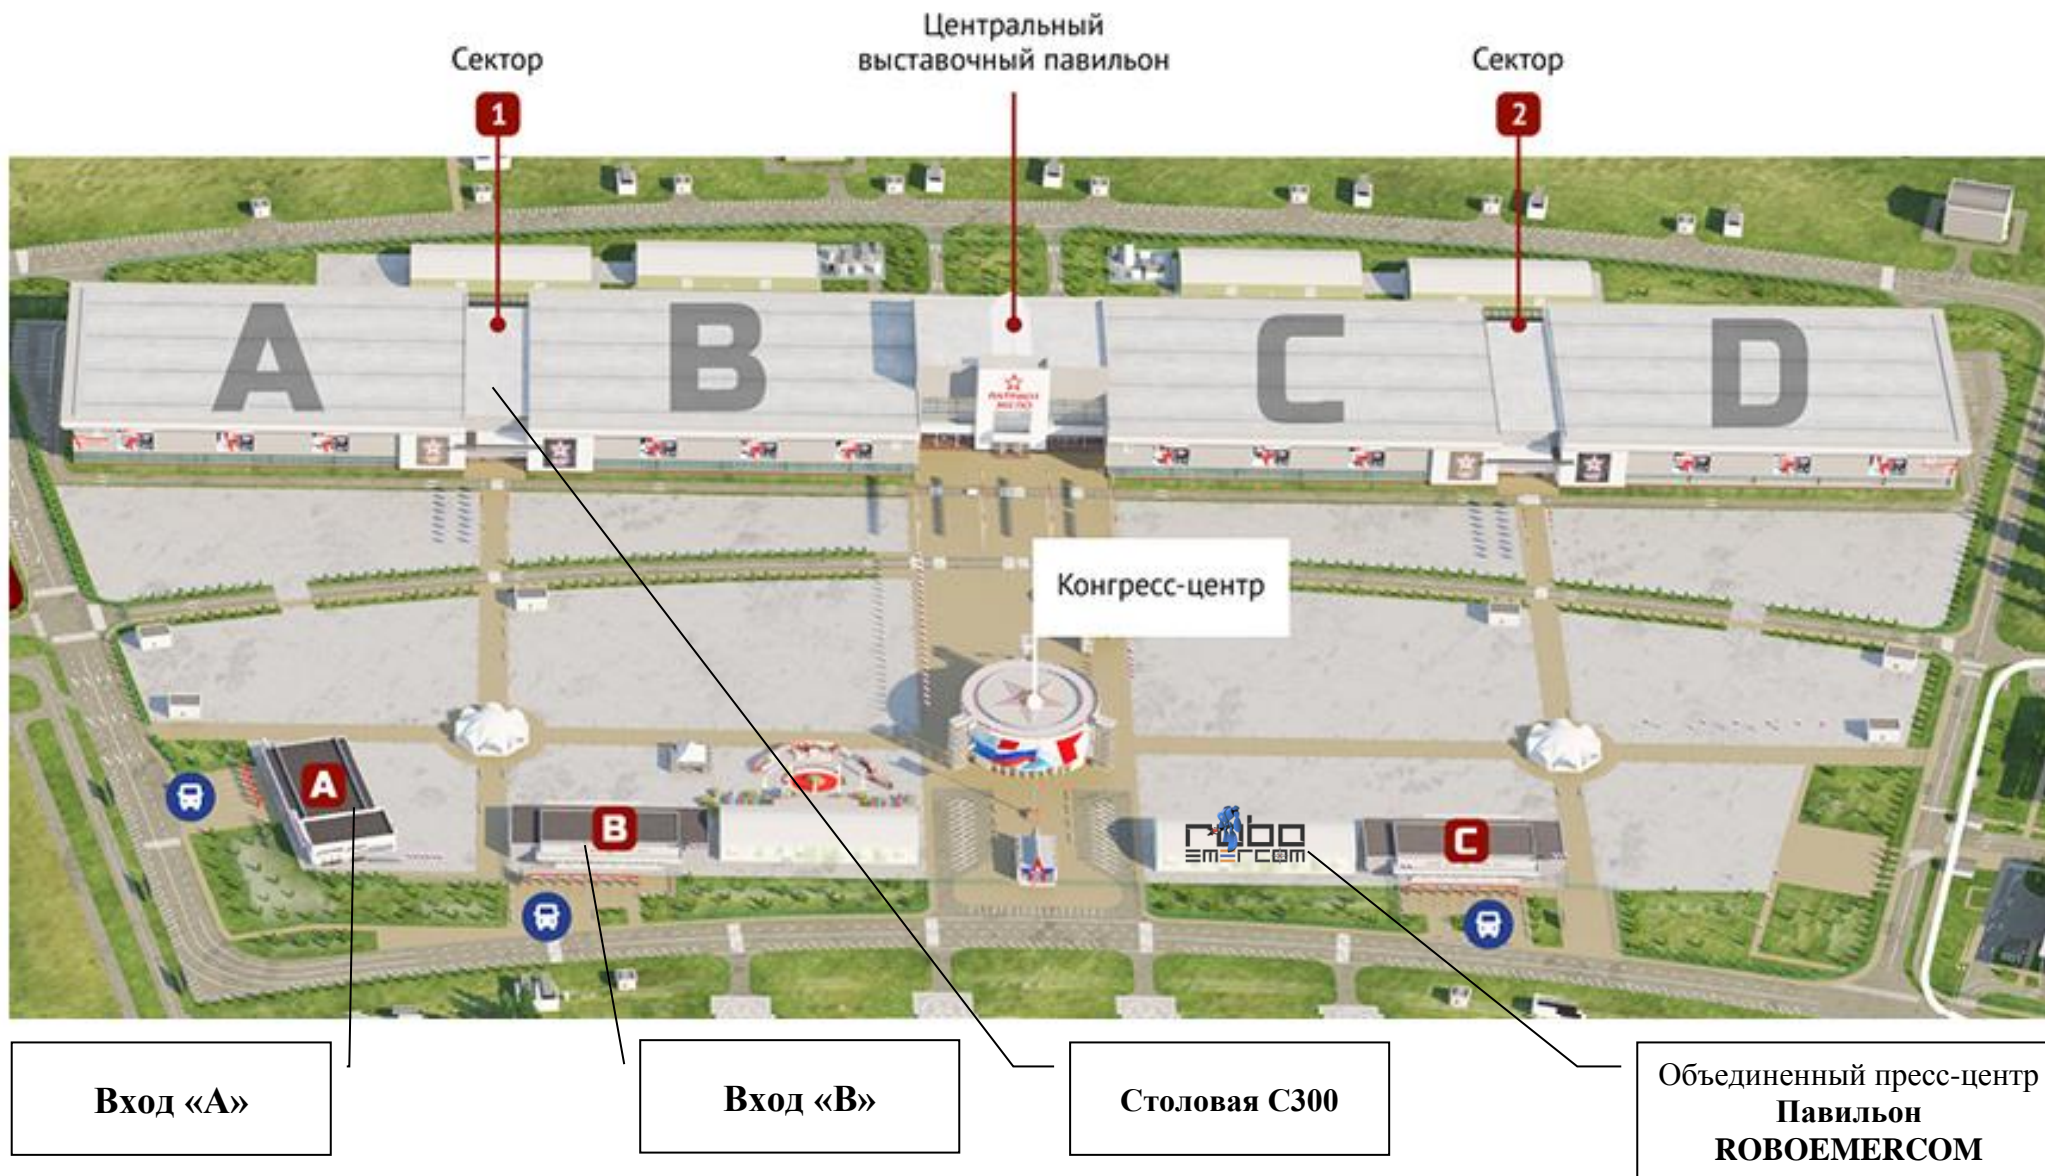 Центральный
выставочный павильон
Сектор
Сектор
1
2
A
B
C
D
Конгресс-центр
A
B
C
robo
EMERCOM
Вход «А»
Вход «В»
Столовая С300
Объединенный пресс-центр
Павильон
ROBOEMERCOM